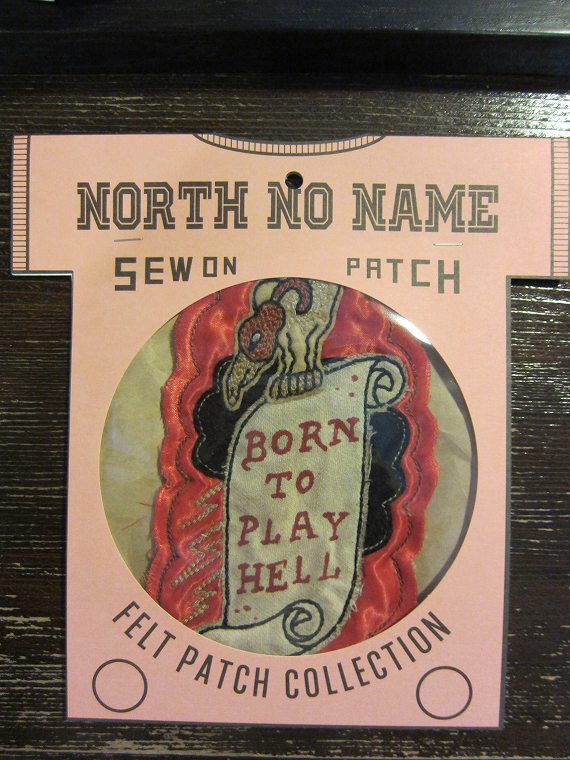 NORTH NO NAME
SEW ON PATCH
BORN
TO
PLAY
HELL
FELT PATCH COLLECTION